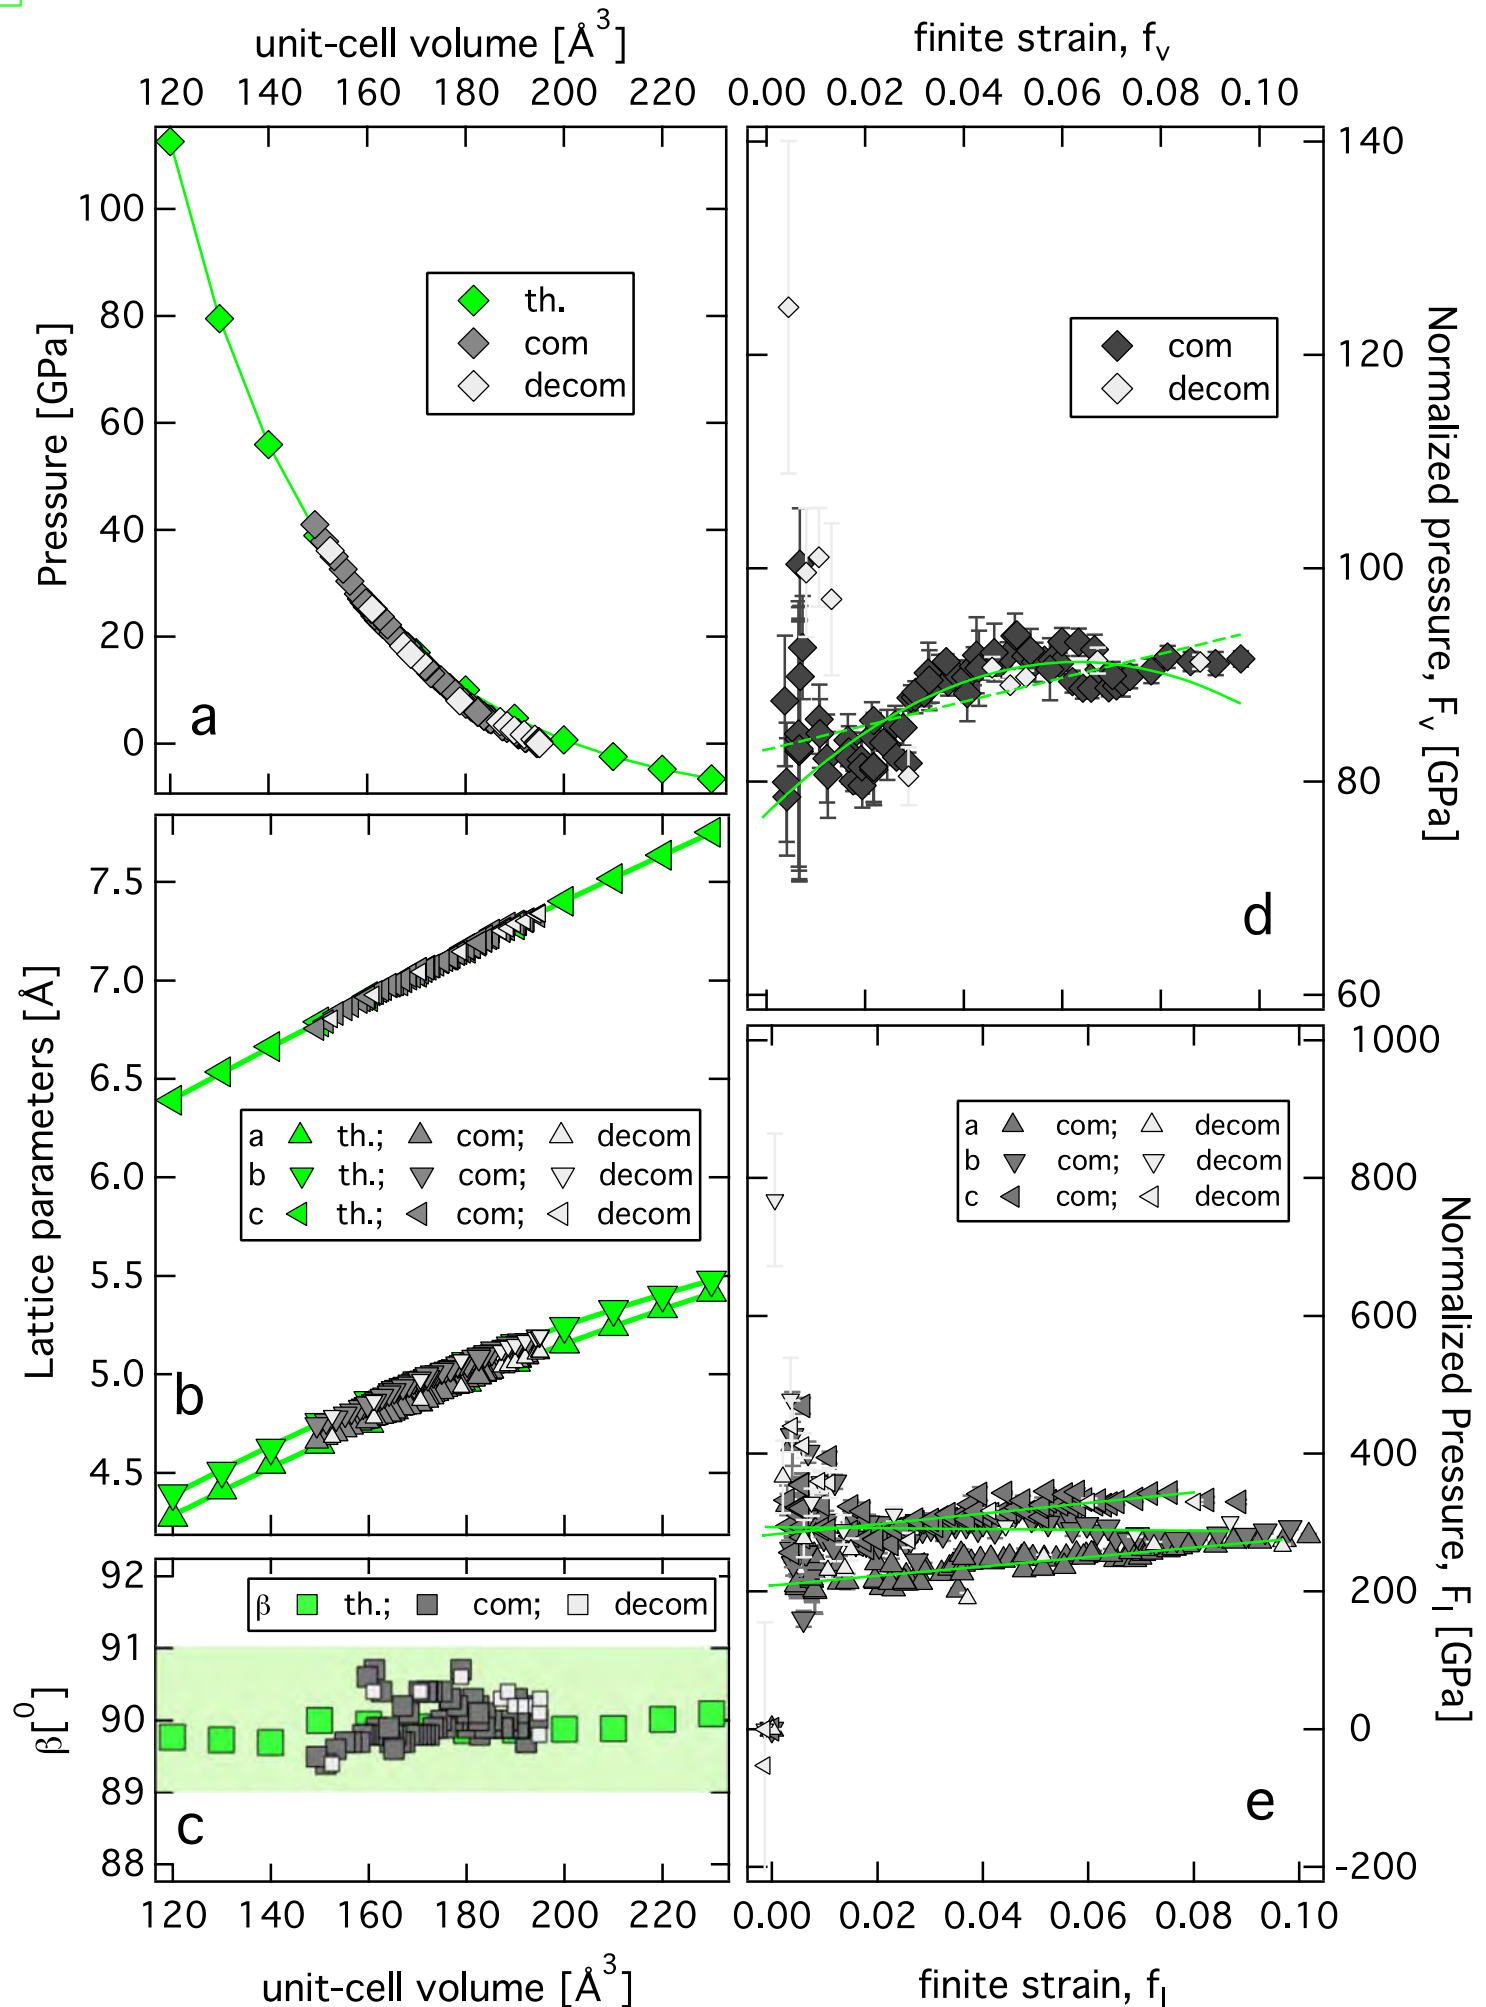 unit-cell volume [Å3]
120 140 160 180 200 220
Pressure [GPa]
100
80
60
40
20
0
th.
com
decom
a
Lattice parameters [Å]
7.5
7.0
6.5
6.0
5.5
5.0
4.5
a th.; com; decom
b th.; com; decom
c th.; com; decom
b
β[0]
92
91
90
89
88
β th.; com; decom
c
120 140 160 180 200 220
unit-cell volume [Å3]
finite strain, fv
0.00 0.02 0.04 0.06 0.08 0.10
140
120
100
80
60
Normalized pressure, Fv [GPa]
com
decom
d
1000
800
600
400
200
0
-200
Normalized Pressure, Fl [GPa]
a com; decom
b com; decom
c com; decom
e
0.00 0.02 0.04 0.06 0.08 0.10
finite strain, fl